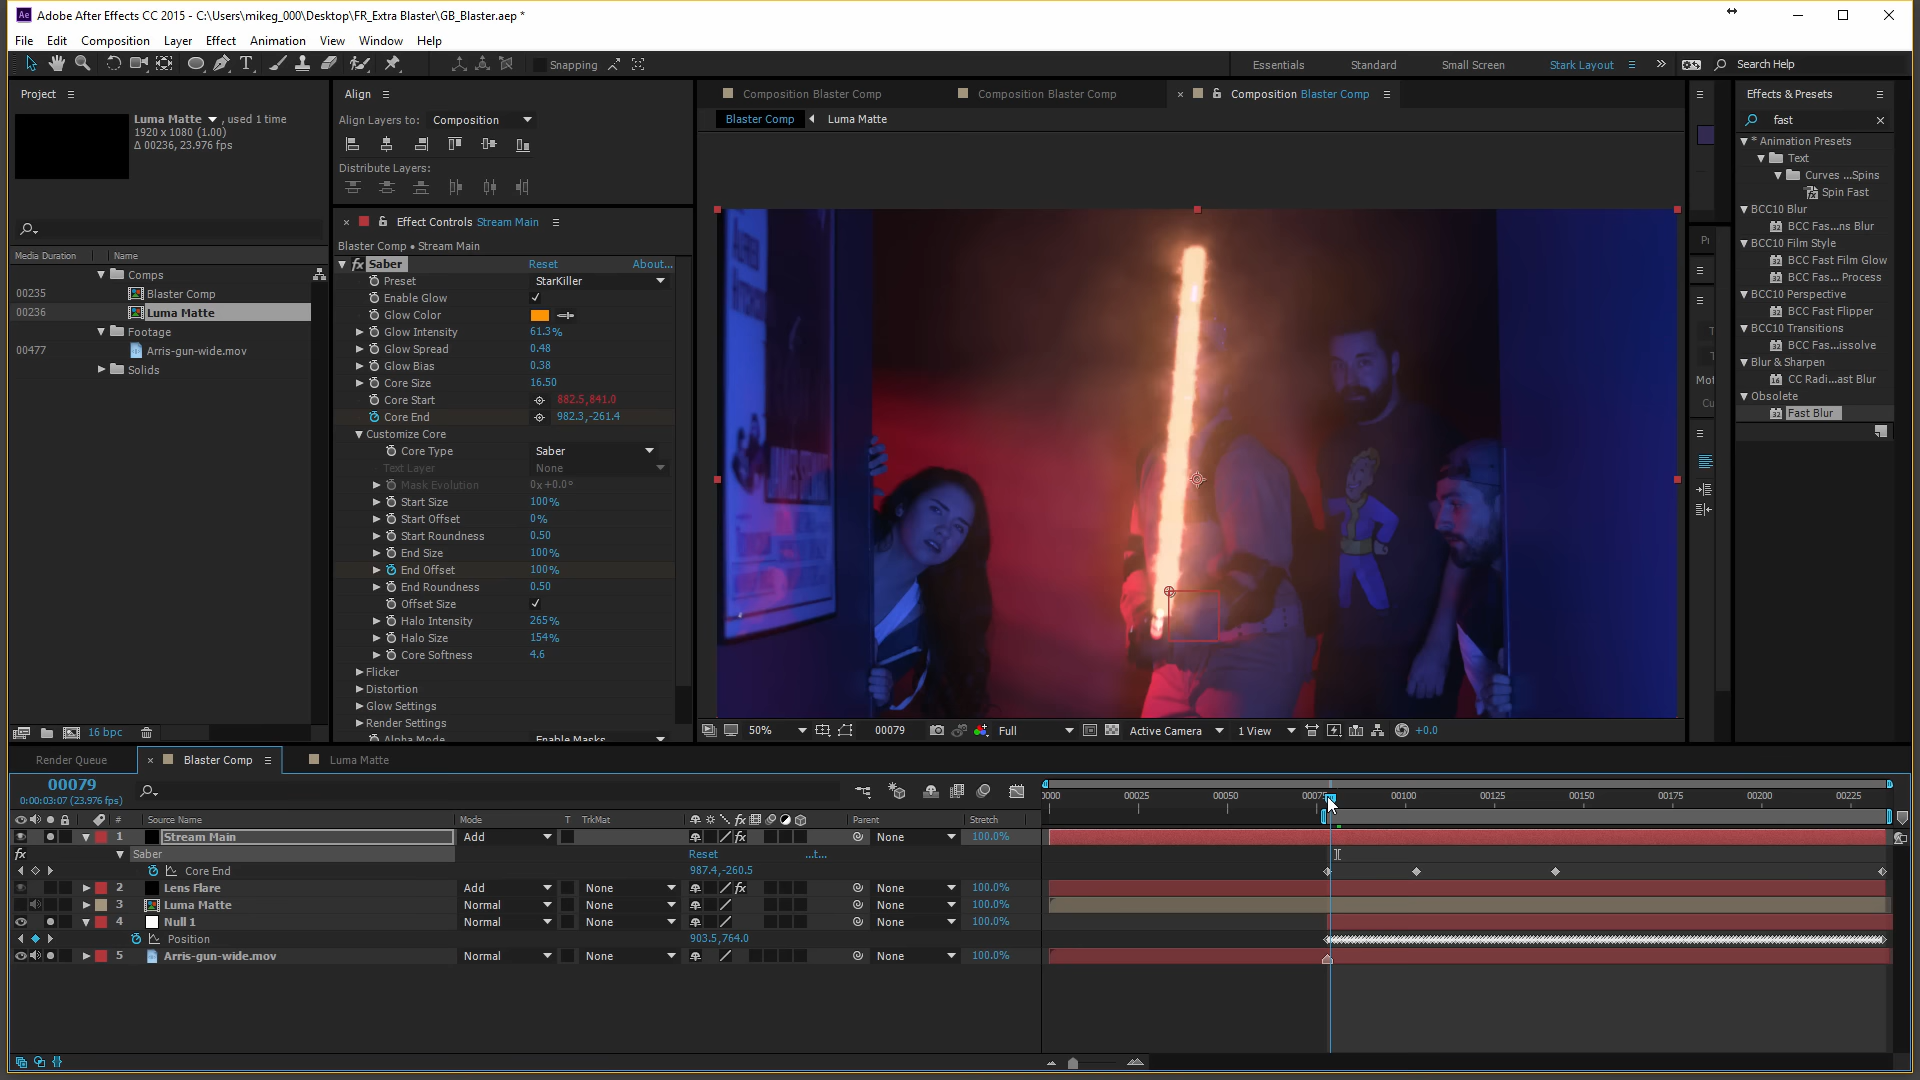 Adobe After Effects CC 2015 - C:\Users\mikeg_000\Desktop\FR_Extra Blaster\GB_Blaster.aep *
File Edit Composition Layer Effect Animation View Window Help
Snapping Essentials Standard Small Screen Stark Layout Search Help
Project Align Composition Blaster Comp Composition Blaster Comp Composition Blaster Comp Effects & Presets
Luma Matte , used 1 time
1920 x 1080 (1.00)
Δ 00236, 23.976 fps
Align Layers to: Composition
Distribute Layers:
Blaster Comp Luma Matte
fast
Media Duration Name
Comps
00235 Blaster Comp
00236 Luma Matte
Footage
00477 Arris-gun-wide.mov
Solids
16 bpc
Effect Controls Stream Main
Blaster Comp • Stream Main
fx Saber Reset About...
Preset StarKiller
Enable Glow
Glow Color
Glow Intensity 61.3%
Glow Spread 0.48
Glow Bias 0.38
Core Size 16.50
Core Start 882.5,841.0
Core End 982.3,-261.4
Customize Core
Core Type Saber
Text Layer None
Mask Evolution 0x+0.0°
Start Size 100%
Start Offset 0%
Start Roundness 0.50
End Size 100%
End Offset 100%
End Roundness 0.50
Offset Size
Halo Intensity 265%
Halo Size 154%
Core Softness 4.6
Flicker
Distortion
Glow Settings
Render Settings
Alpha Mode Enable Masks
50% 00079 Full Active Camera 1 View +0.0
* Animation Presets
Text
Curves ...Spins
Spin Fast
BCC10 Blur
BCC Fas...ns Blur
BCC10 Film Style
BCC Fast Film Glow
BCC Fas... Process
BCC10 Perspective
BCC Fast Flipper
BCC10 Transitions
BCC Fas...issolve
Blur & Sharpen
CC Radi...ast Blur
Obsolete
Fast Blur
Render Queue Blaster Comp Luma Matte
00079
0:00:03:07 (23.976 fps)
0000 00025 00050 00075 00100 00125 00150 00175 00200 00225
# Source Name Mode T TrkMat fx Parent Stretch
1 Stream Main Add fx None 100.0%
fx Saber Reset ...t...
Core End 987.4,-260.5
2 Lens Flare Add None fx None 100.0%
3 Luma Matte Normal None None 100.0%
4 Null 1 Normal None None 100.0%
Position 903.5,764.0
5 Arris-gun-wide.mov Normal None None 100.0%